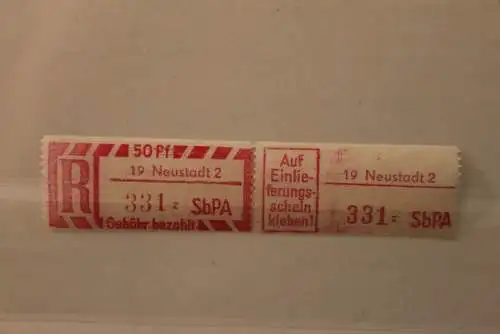 50 Pf
R
19 Neustadt 2
331 = SbPA
Gebühr bezahlt
Auf
Einlie-
ferungs-
schein
kleben!
19 Neustadt 2
331 = SbPA